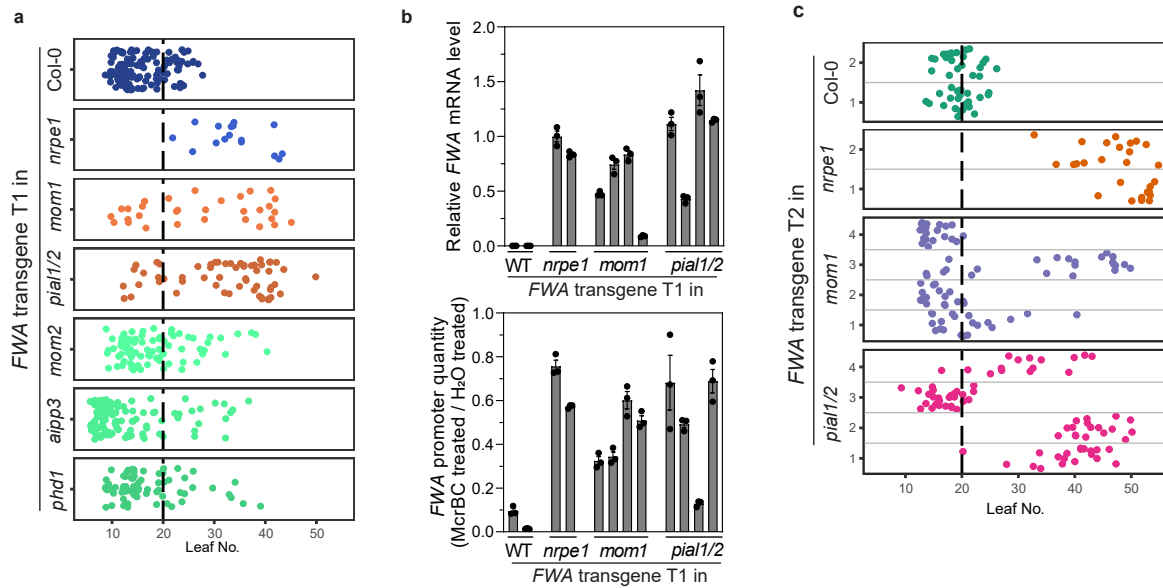 a
FWA transgene T1 in
Col-0
nrpe1
mom1
pial1/2
mom2
aipp3
phd1
10 20 30 40 50
Leaf No.
b
Relative FWA mRNA level
1.5
1.0
0.5
0.0
WT nrpe1 mom1 pial1/2
FWA transgene T1 in
FWA promoter quantity
(McrBC treated / H₂O treated)
1.0
0.8
0.6
0.4
0.2
0.0
WT nrpe1 mom1 pial1/2
FWA transgene T1 in
c
FWA transgene T2 in
Col-0
2
1
nrpe1
2
1
mom1
4
3
2
1
pial1/2
4
3
2
1
10 20 30 40 50
Leaf No.